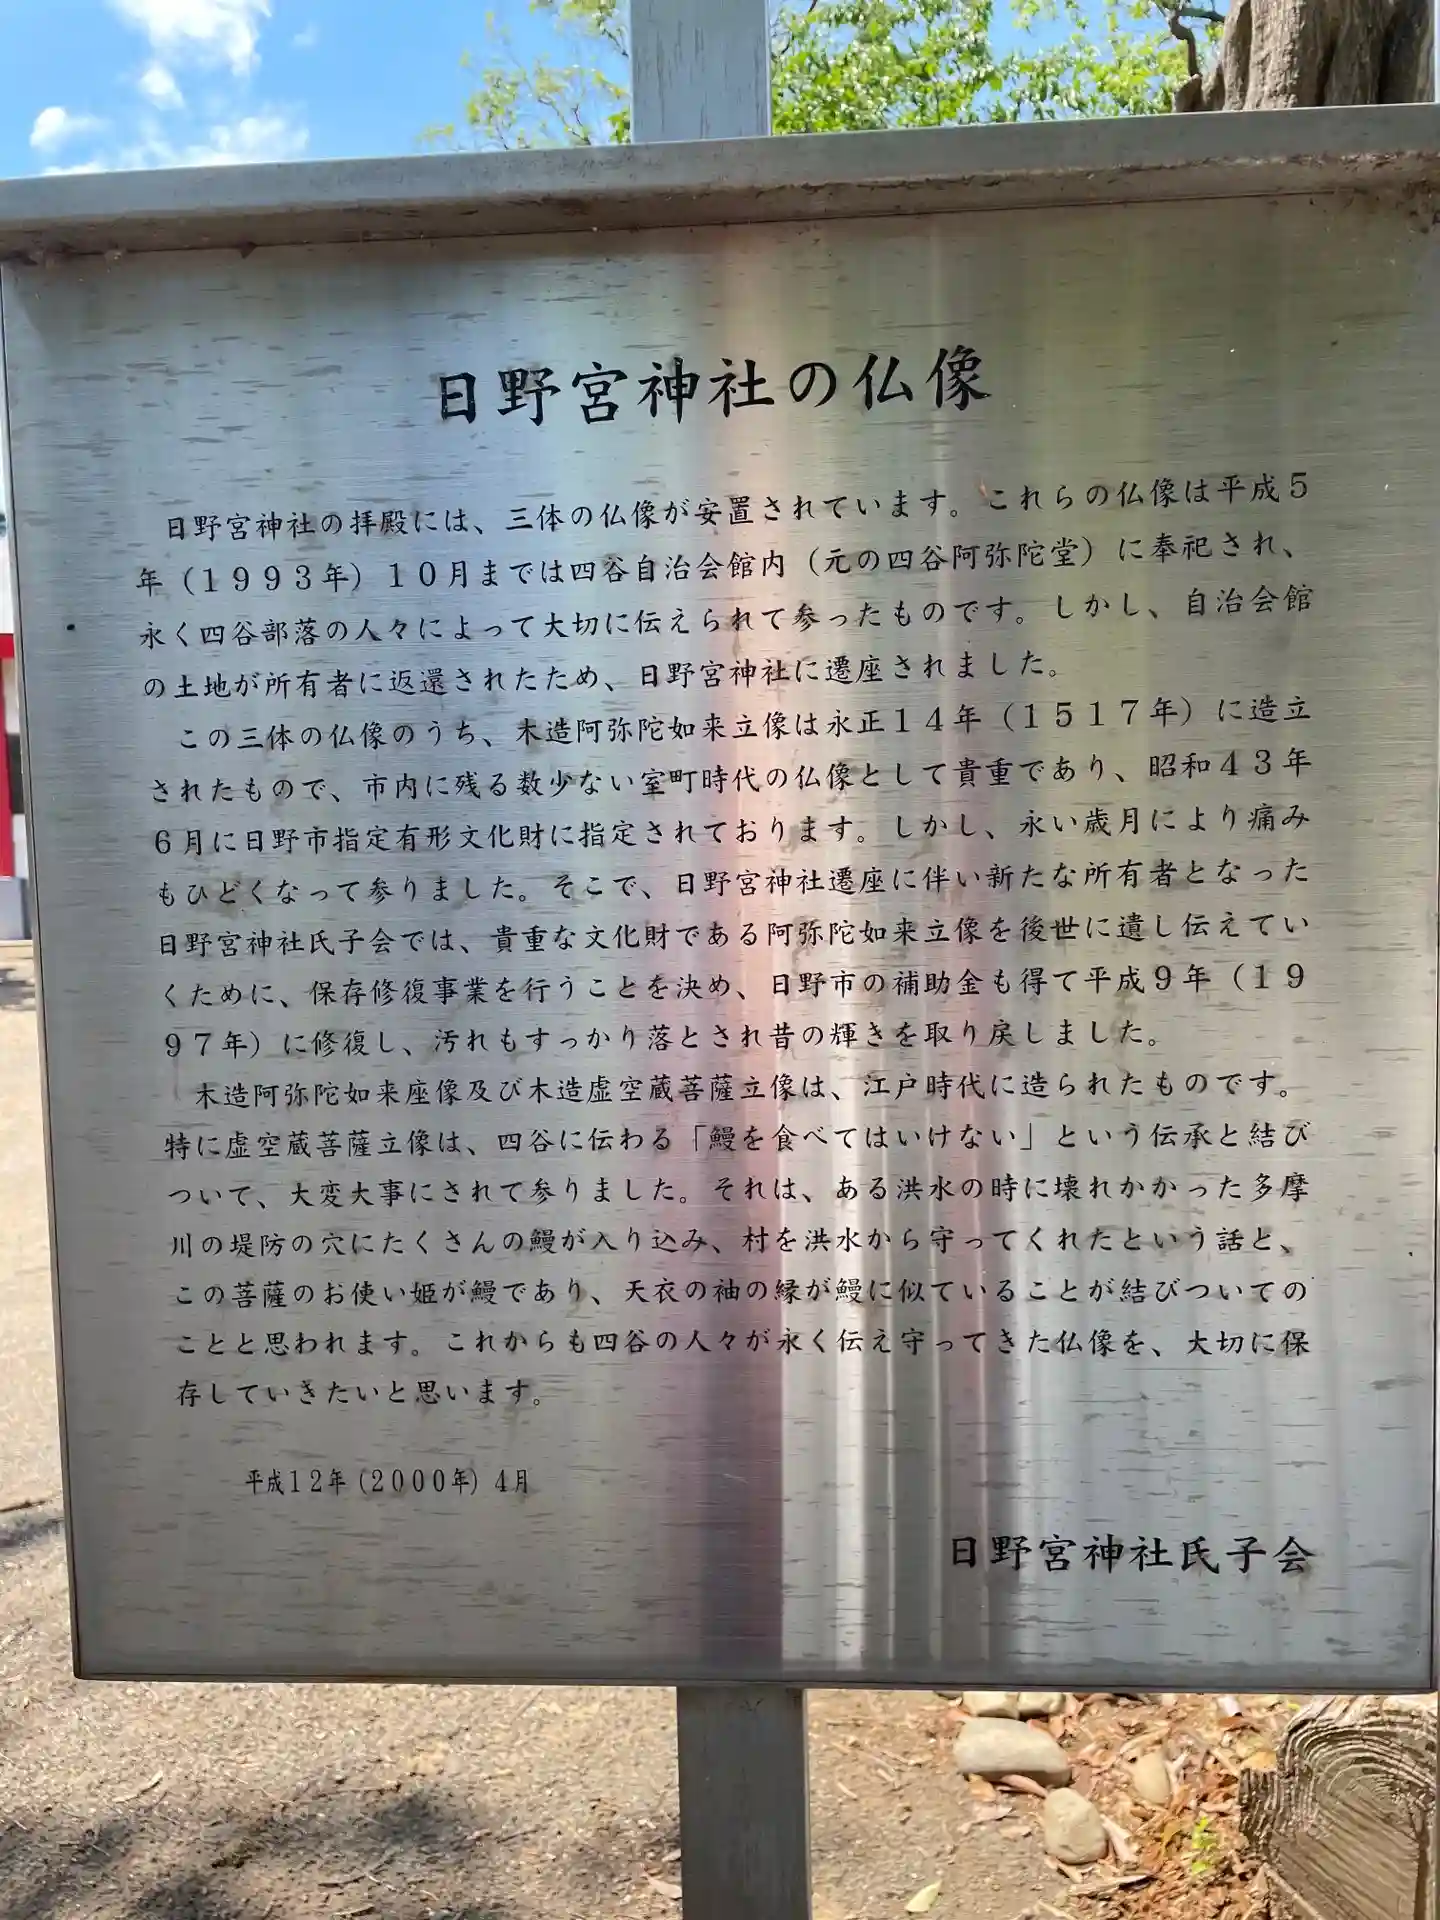 日野宮神社の仏像
日野宮神社の拝殿には、三体の仏像が安置されています。これらの仏像は平成５
年（１９９３年）１０月までは四谷自治会館内（元の四谷阿弥陀堂）に奉祀され、
永く四谷部落の人々によって大切に伝えられて参ったものです。しかし、自治会館
の土地が所有者に返還されたため、日野宮神社に遷座されました。
この三体の仏像のうち、木造阿弥陀如来立像は永正１４年（１５１７年）に造立
されたもので、市内に残る数少ない室町時代の仏像として貴重であり、昭和４３年
６月に日野市指定有形文化財に指定されております。しかし、永い歳月により痛み
もひどくなって参りました。そこで、日野宮神社遷座に伴い新たな所有者となった
日野宮神社氏子会では、貴重な文化財である阿弥陀如来立像を後世に遺し伝えてい
くために、保存修復事業を行うことを決め、日野市の補助金も得て平成９年（１９
９７年）に修復し、汚れもすっかり落とされ昔の輝きを取り戻しました。
木造阿弥陀如来座像及び木造虚空蔵菩薩立像は、江戸時代に造られたものです。
特に虚空蔵菩薩立像は、四谷に伝わる「鰻を食べてはいけない」という伝承と結び
ついて、大変大事にされて参りました。それは、ある洪水の時に壊れかかった多摩
川の堤防の穴にたくさんの鰻が入り込み、村を洪水から守ってくれたという話と、
この菩薩のお使い姫が鰻であり、天衣の袖の縁が鰻に似ていることが結びついての
ことと思われます。これからも四谷の人々が永く伝え守ってきた仏像を、大切に保
存していきたいと思います。
平成１２年（２０００年）４月
日野宮神社氏子会